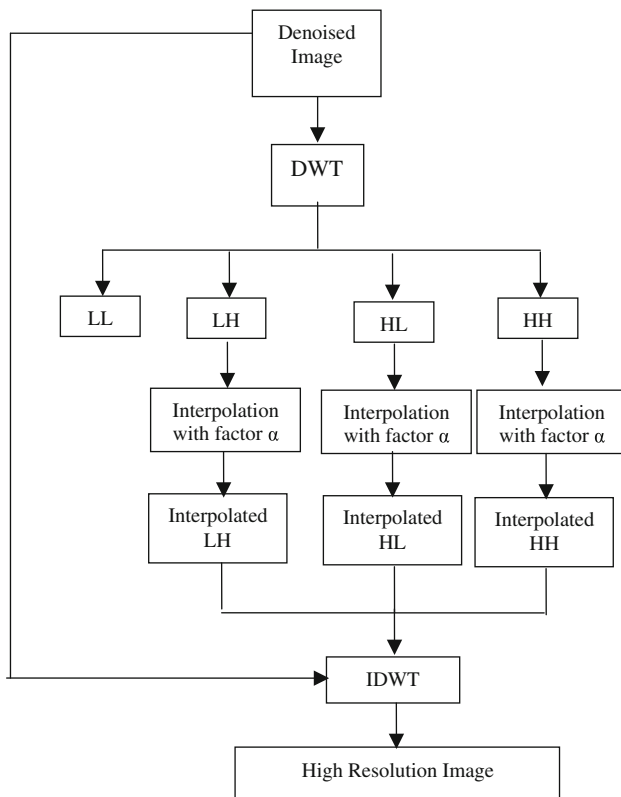 Denoised
Image
DWT
LL
LH
HL
HH
Interpolation
with factor α
Interpolation
with factor α
Interpolation
with factor α
Interpolated
LH
Interpolated
HL
Interpolated
HH
IDWT
High Resolution Image